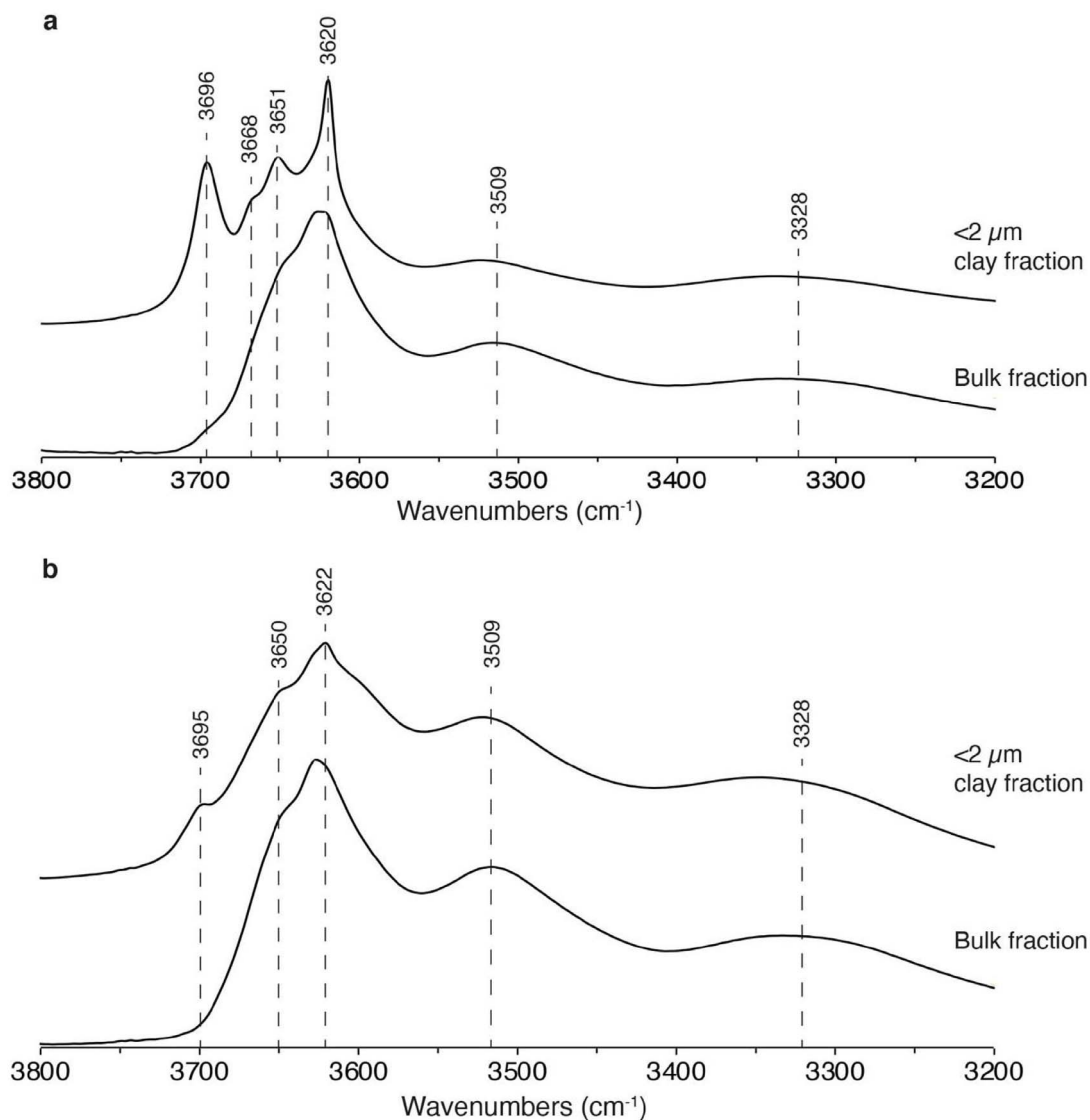 a
3696
3668
3651
3620
3509
3328
<2 µm
clay fraction
Bulk fraction
3800 3700 3600 3500 3400 3300 3200
Wavenumbers (cm⁻¹)
b
3695
3650
3622
3509
3328
<2 µm
clay fraction
Bulk fraction
3800 3700 3600 3500 3400 3300 3200
Wavenumbers (cm⁻¹)